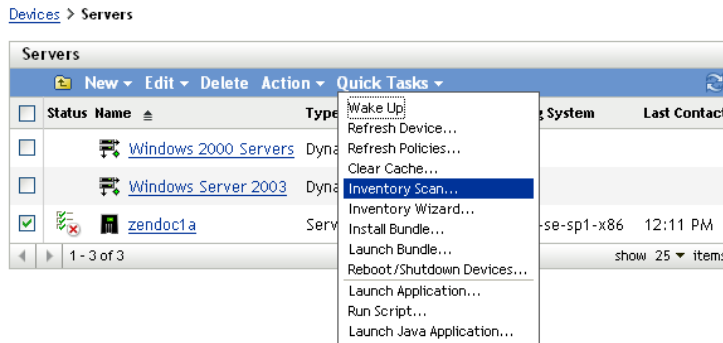 Devices > Servers
Servers
New Edit Delete Action Quick Tasks
Status Name Type System Last Contact
Windows 2000 Servers Dyna
Windows Server 2003 Dyna
zendoc1a Serv -se-sp1-x86 12:11 PM
1 - 3 of 3 show 25 items
Wake Up
Refresh Device...
Refresh Policies...
Clear Cache...
Inventory Scan...
Inventory Wizard...
Install Bundle...
Launch Bundle...
Reboot/Shutdown Devices...
Launch Application...
Run Script...
Launch Java Application...